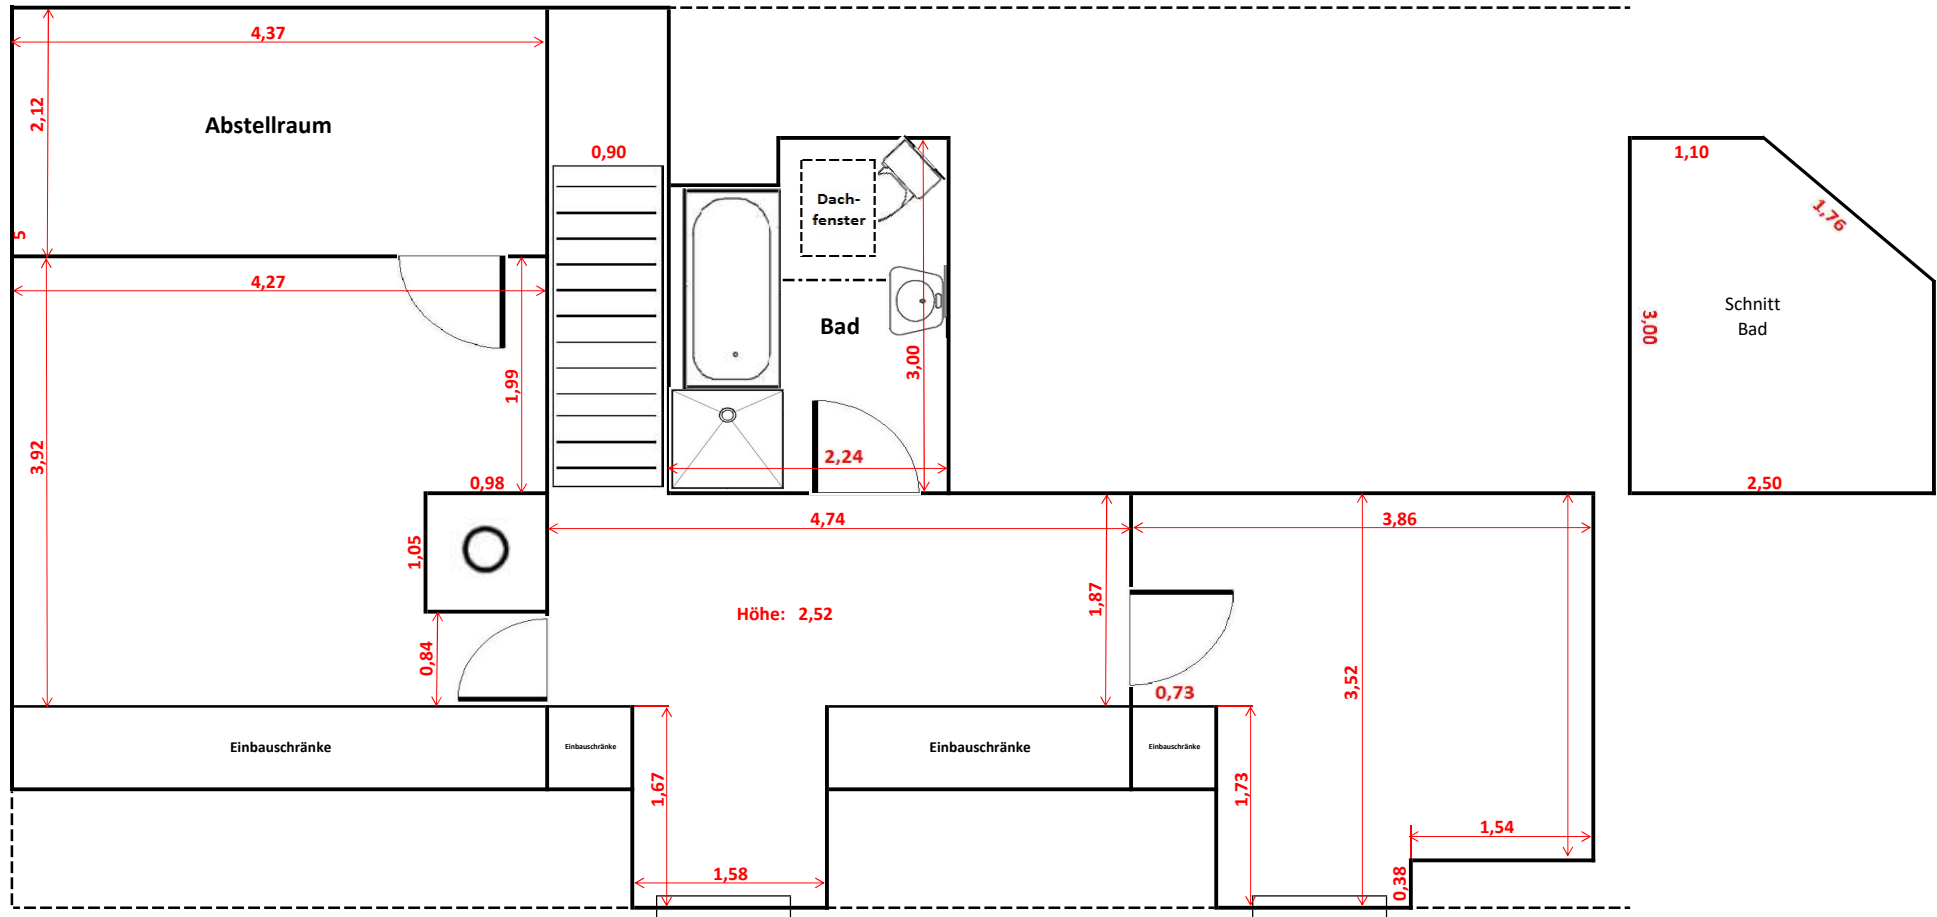 4,37
2,12
Abstellraum
0,90
1,10
Dach-
fenster
1,76
5
4,27
Schnitt
Bad
Bad
3,00
3,00
1,99
3,92
2,24
0,98
2,50
4,74
3,86
1,05
1,87
Höhe: 2,52
0,84
3,52
0,73
Einbauschränke
Einbauschränke
Einbauschränke
Einbauschränke
1,67
1,73
1,54
1,58
0,38